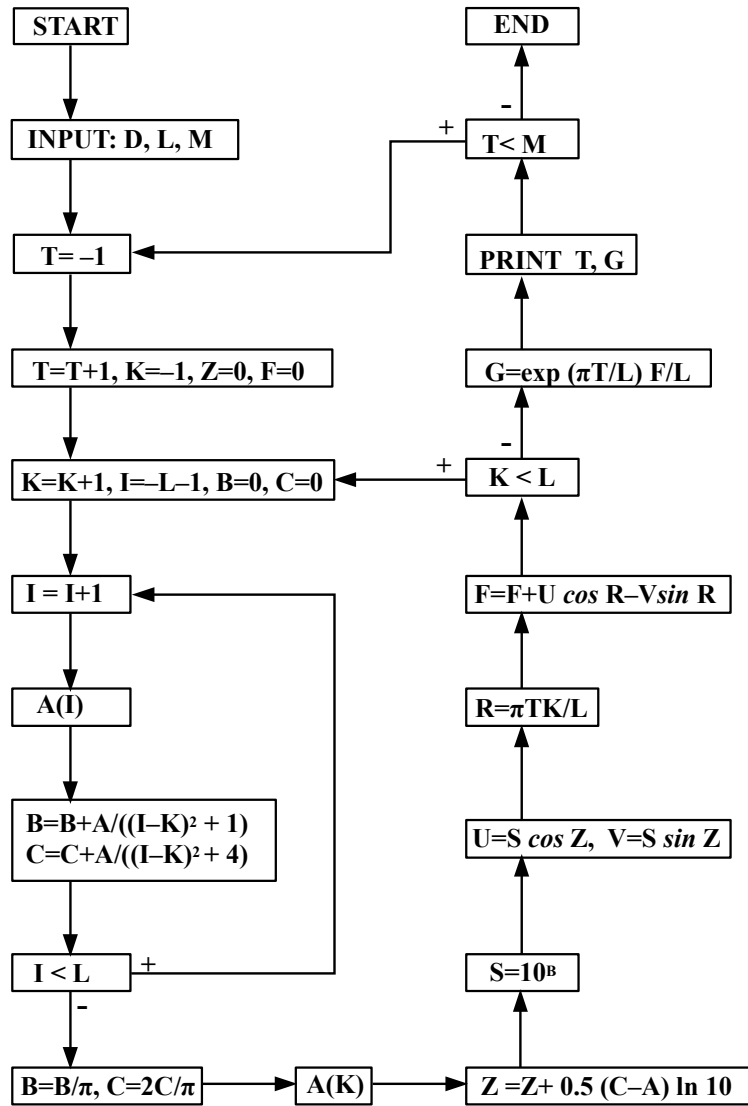 START
INPUT: D, L, M
T= –1
T=T+1, K=–1, Z=0, F=0
K=K+1, I=–L–1, B=0, C=0
I = I+1
A(I)
B=B+A/((I–K)² + 1)
C=C+A/((I–K)² + 4)
I < L
+
-
B=B/π, C=2C/π
A(K)
Z =Z+ 0.5 (C–A) ln 10
S=10ᴮ
U=S cos Z, V=S sin Z
R=πTK/L
F=F+U cos R–Vsin R
K < L
+
-
G=exp (πT/L) F/L
PRINT T, G
T< M
+
-
END